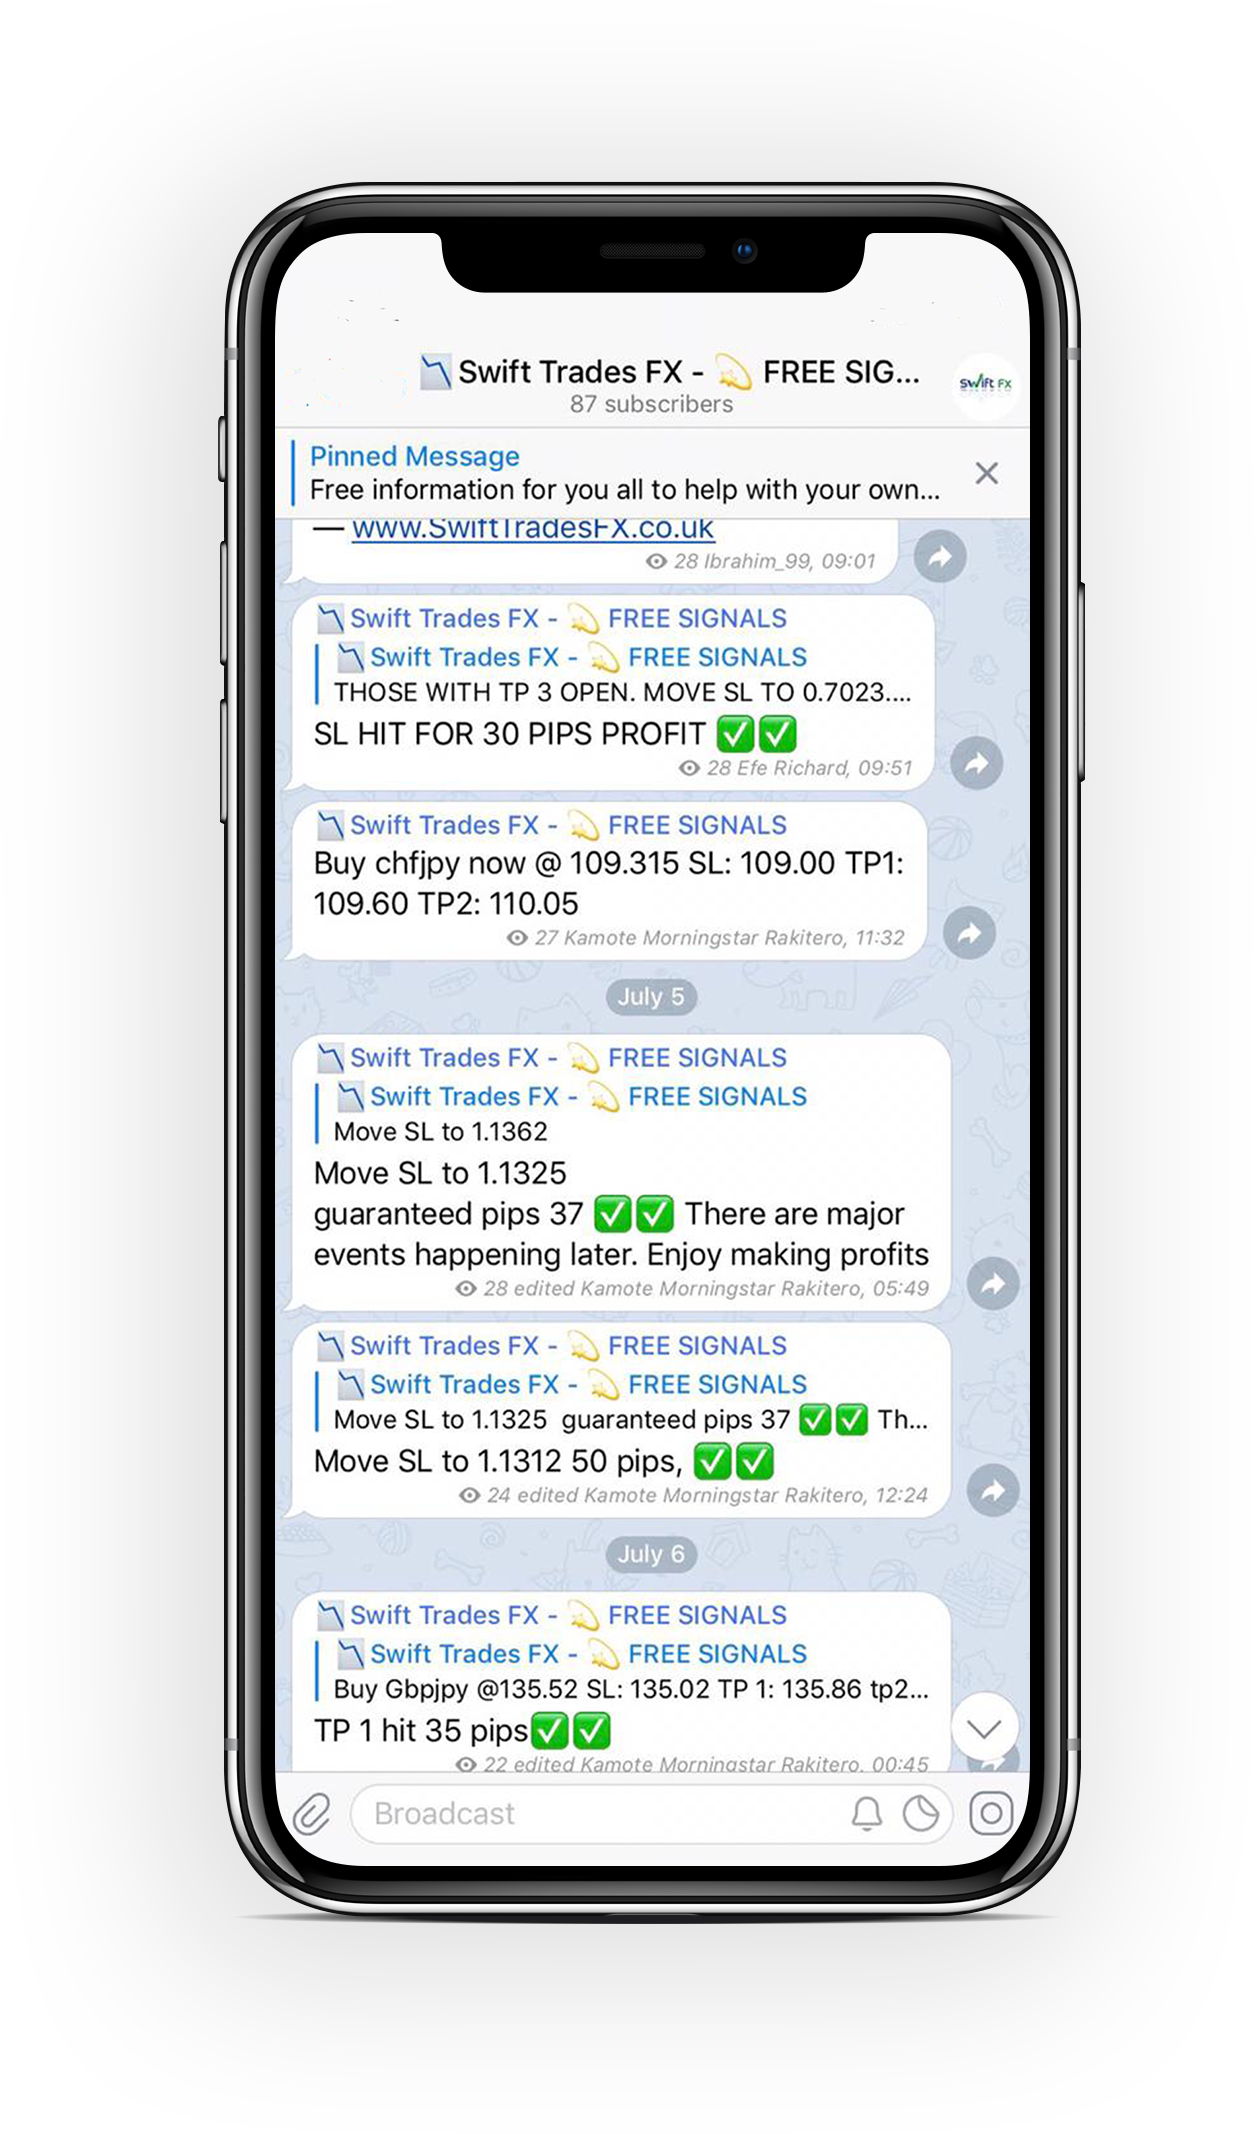 Swift Trades FX - 💫 FREE SIG...
87 subscribers
Swift FX
Pinned Message
Free information for you all to help with your own...
— www.SwiftTradesFX.co.uk
28 Ibrahim_99, 09:01
Swift Trades FX - 💫 FREE SIGNALS
Swift Trades FX - 💫 FREE SIGNALS
THOSE WITH TP 3 OPEN. MOVE SL TO 0.7023....
SL HIT FOR 30 PIPS PROFIT ✅✅
28 Efe Richard, 09:51
Swift Trades FX - 💫 FREE SIGNALS
Buy chfjpy now @ 109.315 SL: 109.00 TP1:
109.60 TP2: 110.05
27 Kamote Morningstar Rakitero, 11:32
July 5
Swift Trades FX - 💫 FREE SIGNALS
Swift Trades FX - 💫 FREE SIGNALS
Move SL to 1.1362
Move SL to 1.1325
guaranteed pips 37 ✅✅ There are major
events happening later. Enjoy making profits
28 edited Kamote Morningstar Rakitero, 05:49
Swift Trades FX - 💫 FREE SIGNALS
Swift Trades FX - 💫 FREE SIGNALS
Move SL to 1.1325 guaranteed pips 37 ✅✅ Th...
Move SL to 1.1312 50 pips, ✅✅
24 edited Kamote Morningstar Rakitero, 12:24
July 6
Swift Trades FX - 💫 FREE SIGNALS
Swift Trades FX - 💫 FREE SIGNALS
Buy Gbpjpy @135.52 SL: 135.02 TP 1: 135.86 tp2...
TP 1 hit 35 pips✅✅
22 edited Kamote Morningstar Rakitero, 00:45
Broadcast